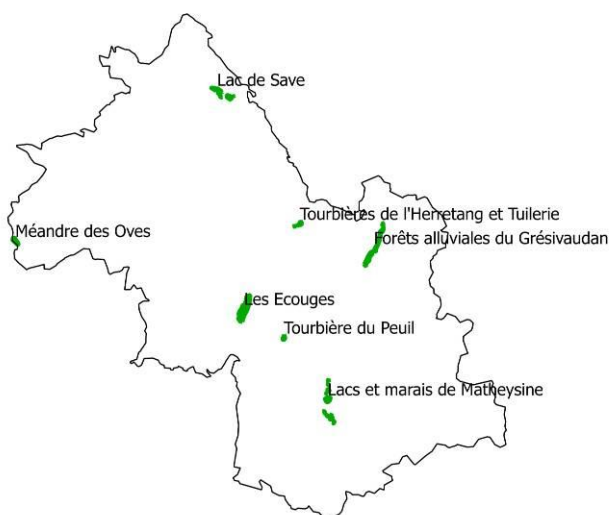 Lac de Save
Tourbières de l'Herretang et Tuilerie
Méandre des Oves
Forêts alluviales du Grésivaudan
Les Ecouges
Tourbière du Peuil
Lacs et marais de Matheysine